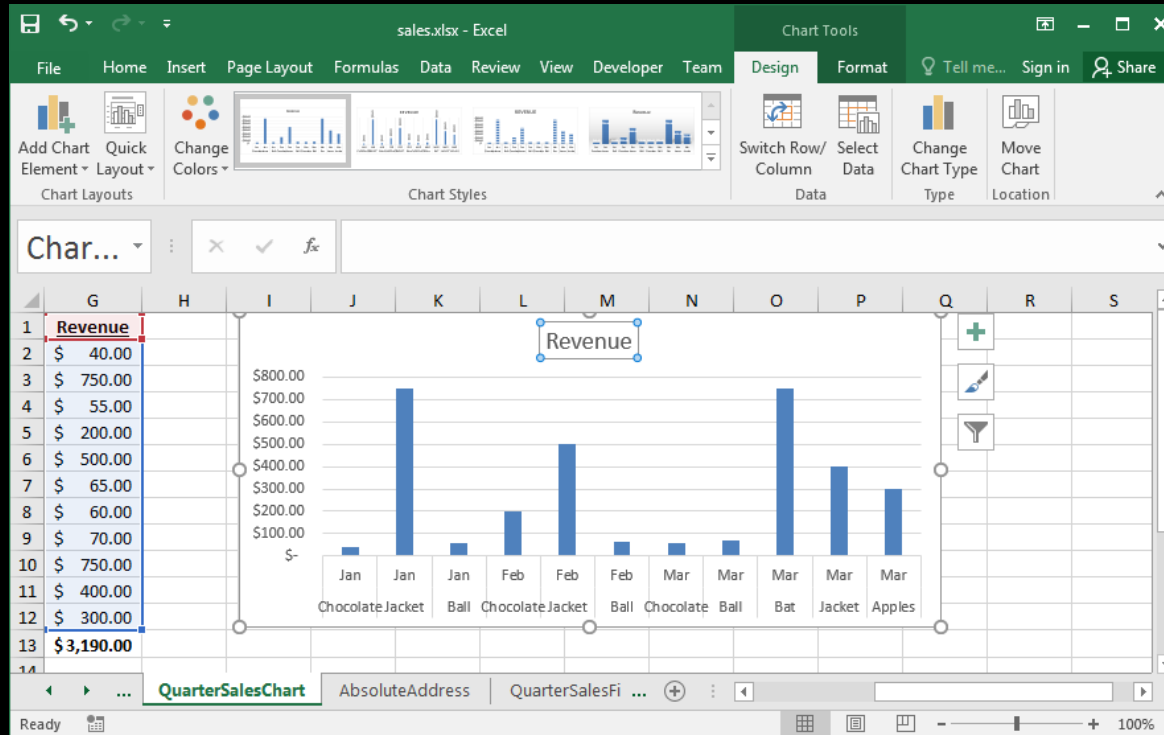 sales.xlsx - Excel
Chart Tools
File Home Insert Page Layout Formulas Data Review View Developer Team Design Format Tell me... Sign in Share
Add Chart Element
Quick Layout
Change Colors
Switch Row/ Column
Select Data
Change Chart Type
Move Chart
Chart Layouts
Chart Styles
Data
Type
Location
Char...
fx
G H I J K L M N O P Q R S
1 Revenue
2 $ 40.00
3 $ 750.00
4 $ 55.00
5 $ 200.00
6 $ 500.00
7 $ 65.00
8 $ 60.00
9 $ 70.00
10 $ 750.00
11 $ 400.00
12 $ 300.00
13 $ 3,190.00
14
Revenue
$800.00
$700.00
$600.00
$500.00
$400.00
$300.00
$200.00
$100.00
$-
Jan Jan Jan Feb Feb Feb Mar Mar Mar Mar Mar
Chocolate Jacket Ball Chocolate Jacket Ball Chocolate Ball Bat Jacket Apples
... QuarterSalesChart AbsoluteAddress QuarterSalesFi ...
Ready
100%